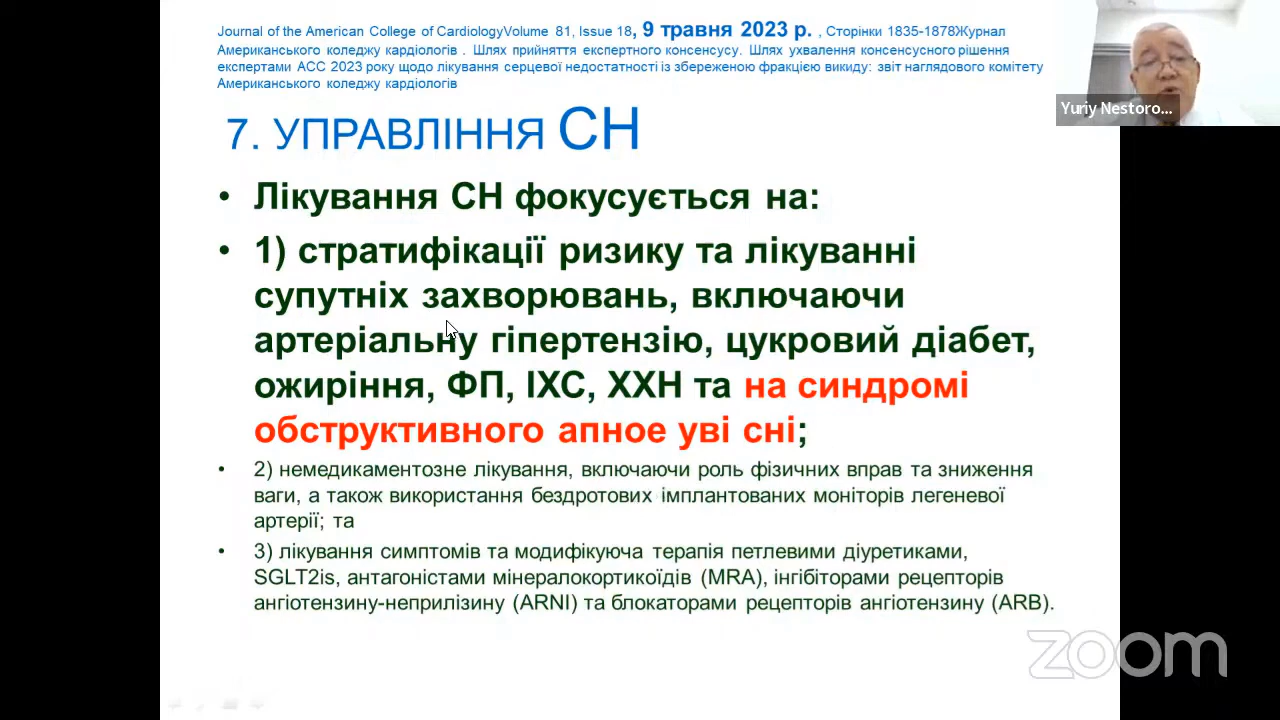 Journal of the American College of CardiologyVolume 81, Issue 18, 9 травня 2023 р. , Сторінки 1835-1878Журнал
Американського коледжу кардіологів . Шлях прийняття експертного консенсусу. Шлях ухвалення консенсусного рішення
експертами ACC 2023 року щодо лікування серцевої недостатності із збереженою фракцією викиду: звіт наглядового комітету
Американського коледжу кардіологів
Yuriy Nestoro...
7. УПРАВЛІННЯ СН
• Лікування СН фокусується на:
• 1) стратифікації ризику та лікуванні
супутніх захворювань, включаючи
артеріальну гіпертензію, цукровий діабет,
ожиріння, ФП, ІХС, ХХН та на синдромі
обструктивного апное уві сні;
• 2) немедикаментозне лікування, включаючи роль фізичних вправ та зниження
ваги, а також використання бездротових імплантованих моніторів легеневої
артерії; та
• 3) лікування симптомів та модифікуюча терапія петлевими діуретиками,
SGLT2is, антагоністами мінералокортикоїдів (MRA), інгібіторами рецепторів
ангіотензину-неприлізину (ARNI) та блокаторами рецепторів ангіотензину (ARB).
zoom